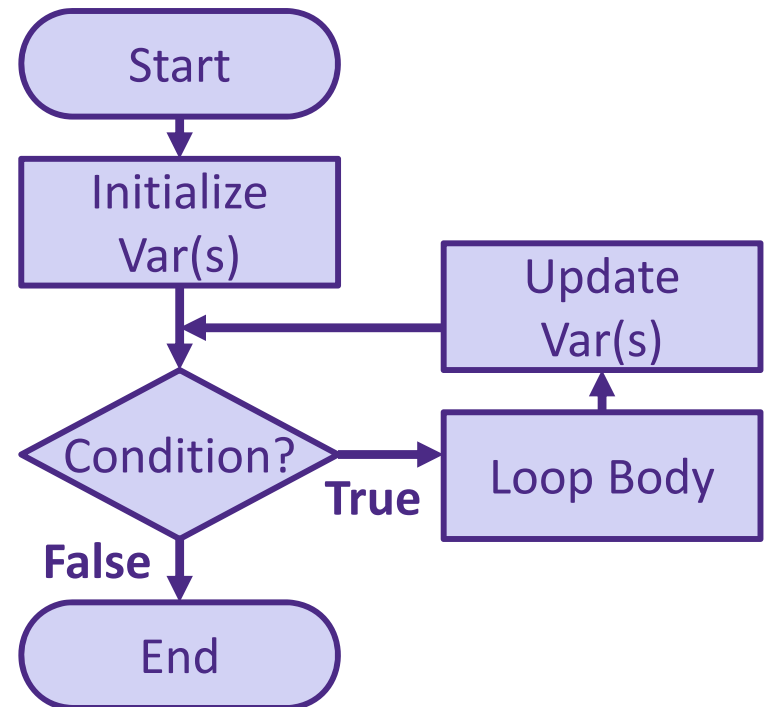 Start
Initialize
Var(s)
Update
Var(s)
Condition?
True
Loop Body
False
End